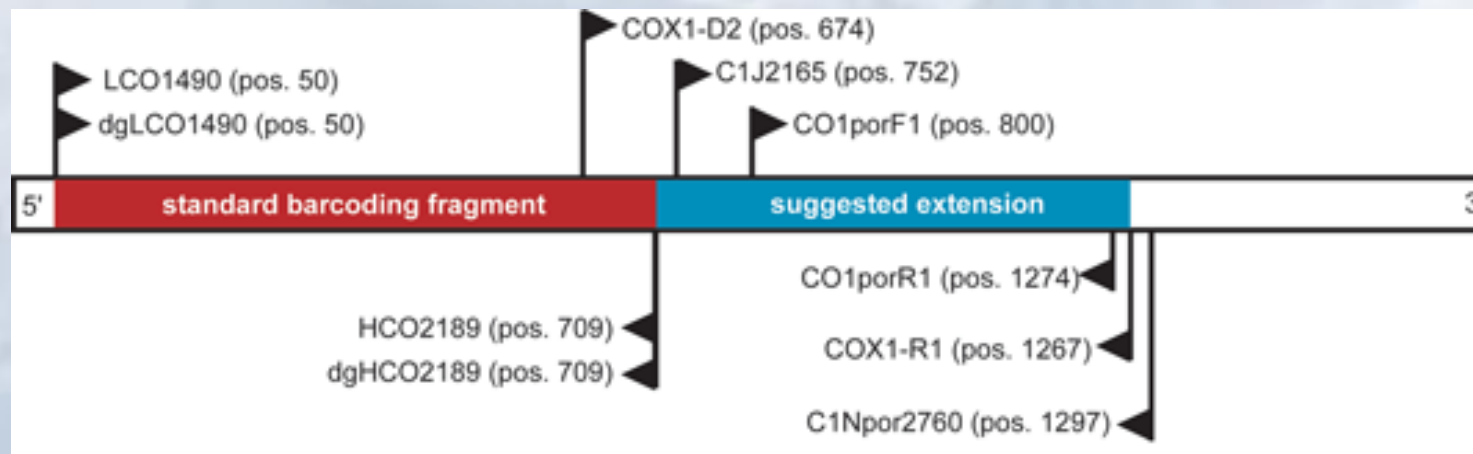 COX1-D2 (pos. 674)
LCO1490 (pos. 50)
C1J2165 (pos. 752)
dgLCO1490 (pos. 50)
CO1porF1 (pos. 800)
5' standard barcoding fragment suggested extension 3
CO1porR1 (pos. 1274)
HCO2189 (pos. 709)
COX1-R1 (pos. 1267)
dgHCO2189 (pos. 709)
C1Npor2760 (pos. 1297)